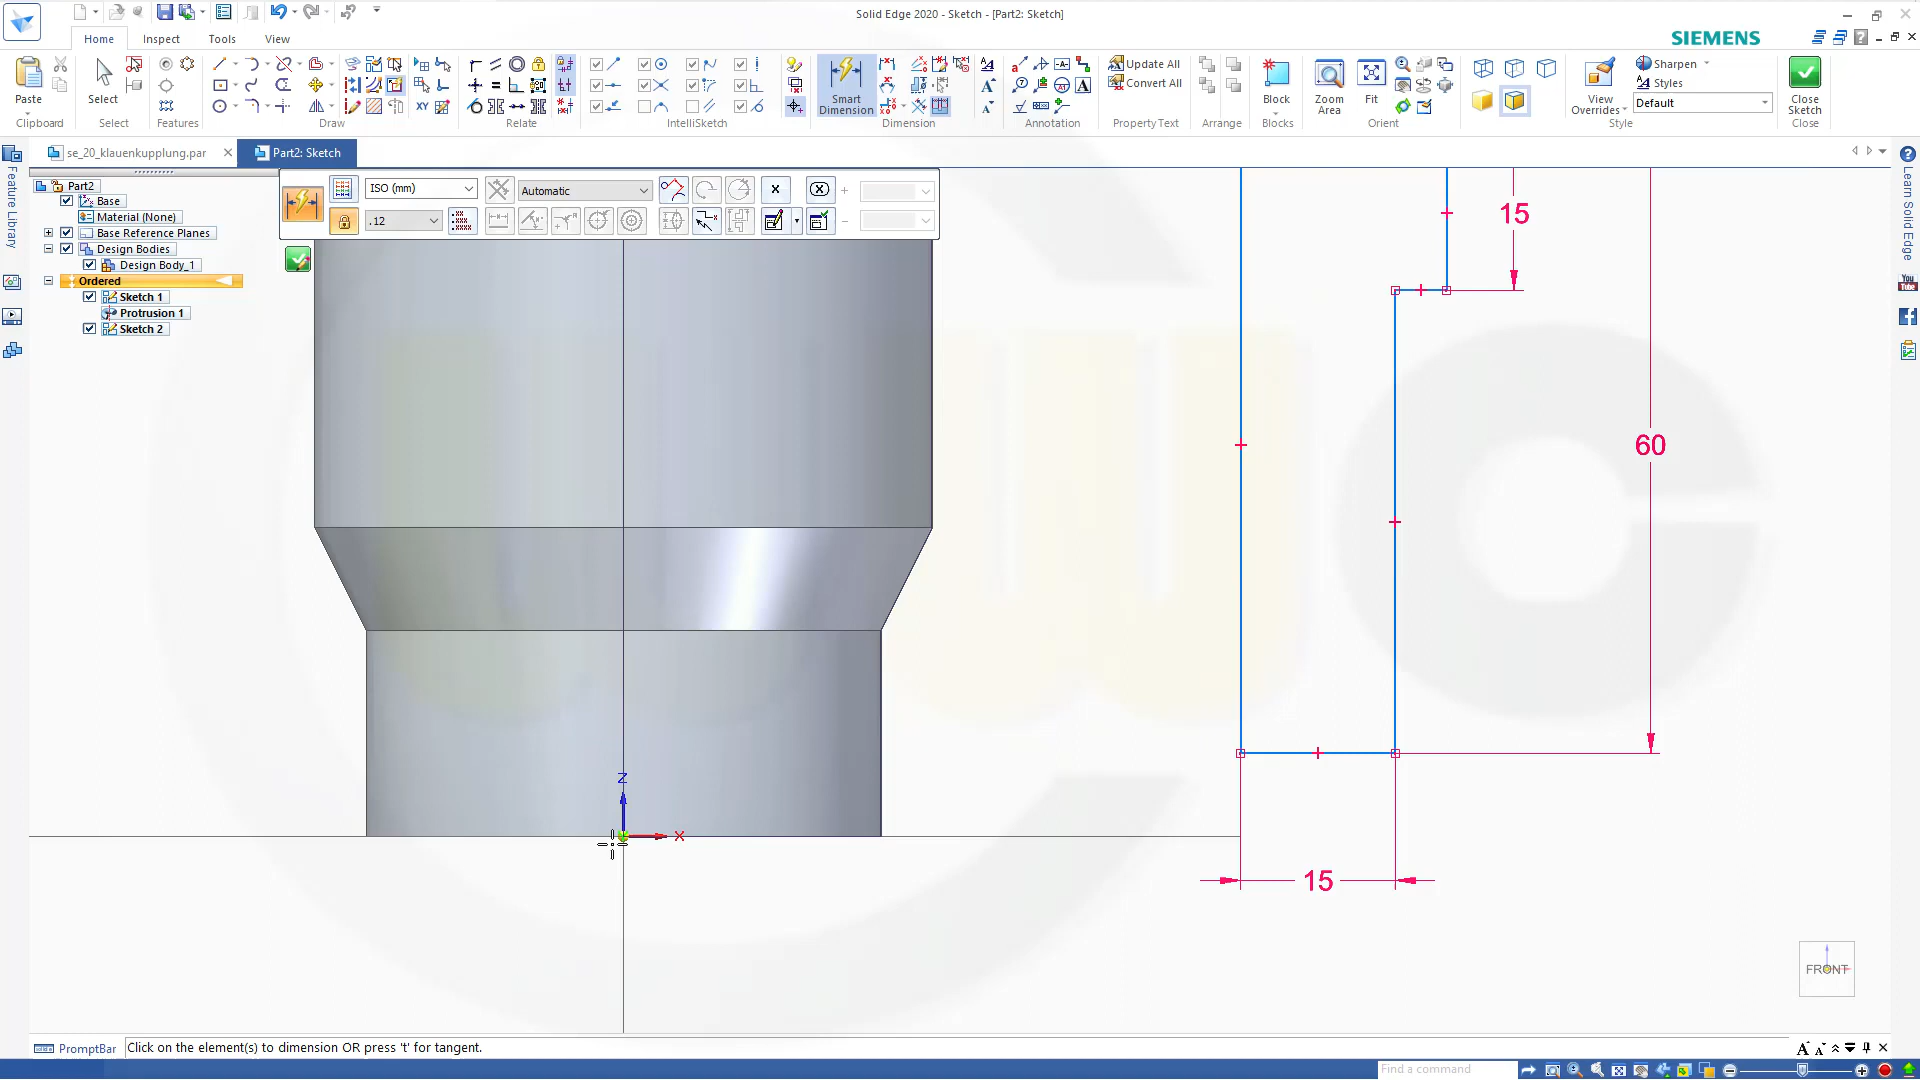 Solid Edge 2020 - Sketch - [Part2: Sketch]
Home
Inspect
Tools
View
SIEMENS
Paste
Select
Smart
Dimension
Update All
Convert All
Block
Zoom
Area
Fit
View
Overrides
Sharpen
Styles
Default
Close
Sketch
Clipboard
Select
Features
Draw
Relate
IntelliSketch
Dimension
Annotation
Property Text
Arrange
Blocks
Orient
Style
Close
se_20_klauenkupplung.par
Part2: Sketch
Feature Library
Learn Solid Edge
You
Tube
Part2
Base
Material (None)
Base Reference Planes
Design Bodies
Design Body_1
Ordered
Sketch 1
Protrusion 1
Sketch 2
ISO (mm)
Automatic
.12
15
60
15
Z
X
FRONT
PromptBar
Click on the element(s) to dimension OR press 't' for tangent.
Find a command